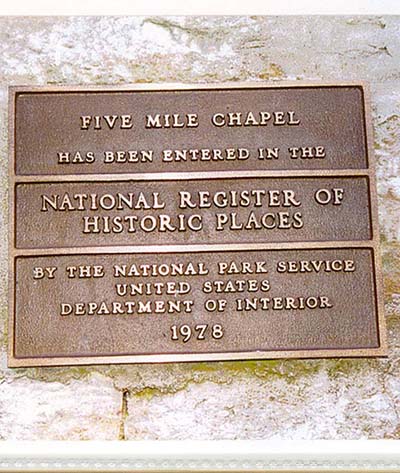 FIVE MILE CHAPEL
HAS BEEN ENTERED IN THE
NATIONAL REGISTER OF
HISTORIC PLACES
BY THE NATIONAL PARK SERVICE
UNITED STATES
DEPARTMENT OF INTERIOR
1978